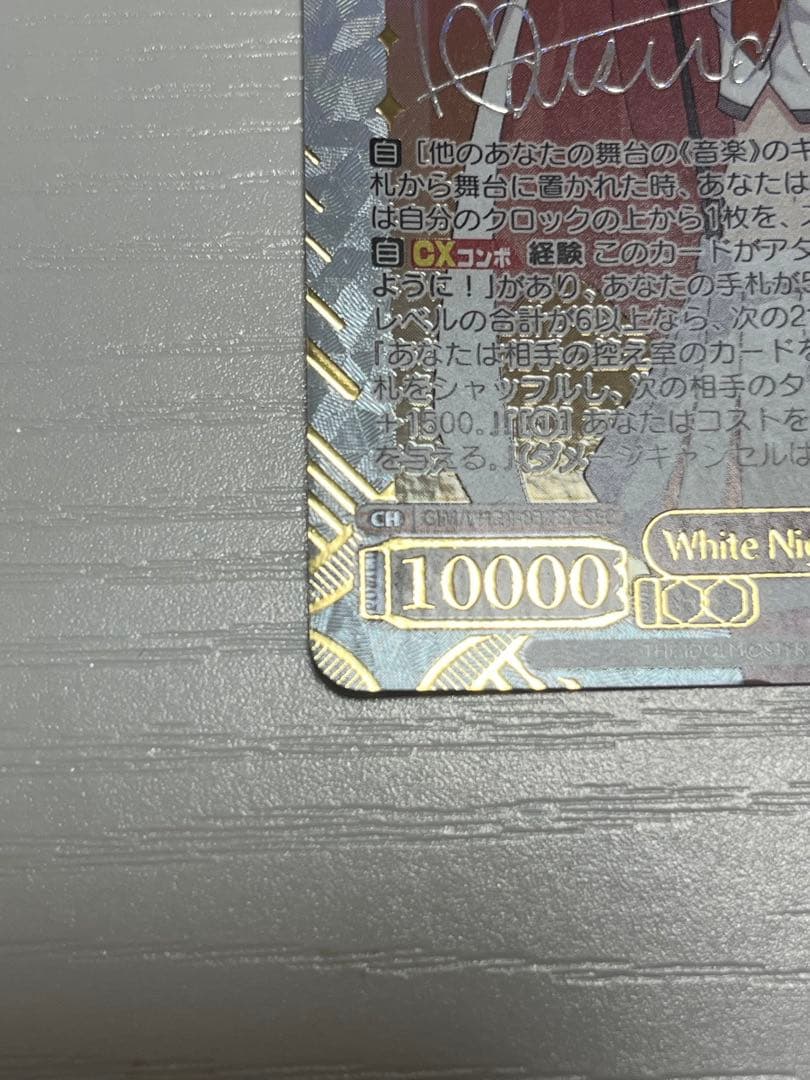 自 [他のあなたの舞台の《音楽》のキ
札から舞台に置かれた時、あなたは
は自分のクロックの上から1枚を、
自 CXコンボ 経験 このカードがアタ
ように！」があり、あなたの手札が5
レベルの合計が6以上なら、次の2
『あなたは相手の控え室のカードを
札をシャッフルし、次の相手のタ
+1500。』『[①] あなたはコストを
を与える。』（ダメージキャンセルは
CH
10000
White Nig
THE IDOLM@STER